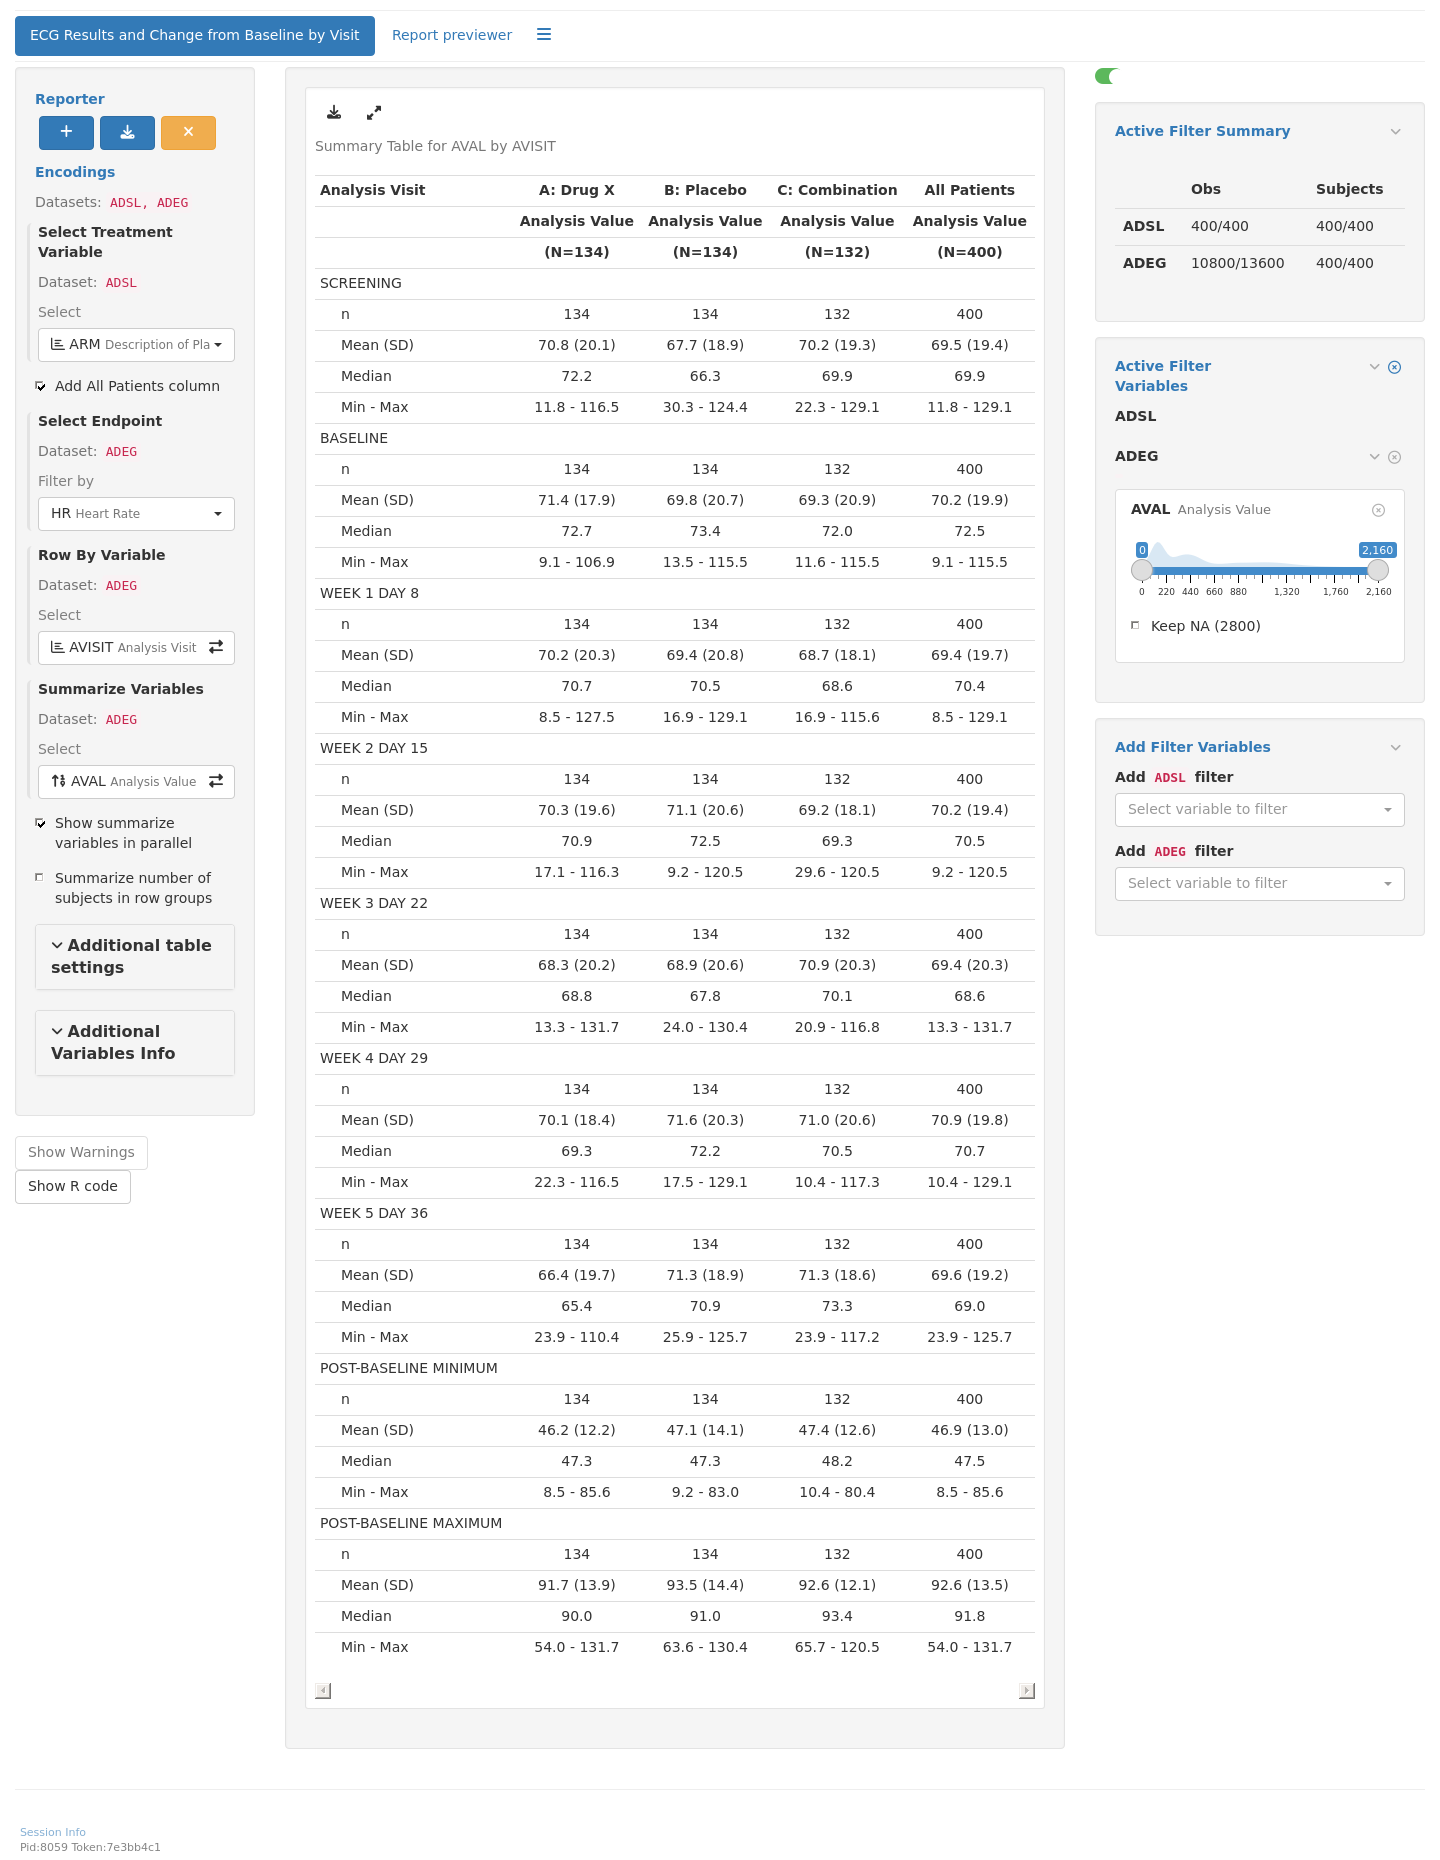 ECG Results and Change from Baseline by Visit
Report previewer
Reporter
Encodings
Datasets: ADSL, ADEG
Select Treatment
Variable
Dataset: ADSL
Select
ARM Description of Pla
Add All Patients column
Select Endpoint
Dataset: ADEG
Filter by
HR Heart Rate
Row By Variable
Dataset: ADEG
Select
AVISIT Analysis Visit
Summarize Variables
Dataset: ADEG
Select
AVAL Analysis Value
Show summarize
variables in parallel
Summarize number of
subjects in row groups
Additional table
settings
Additional
Variables Info
Show Warnings
Show R code
Summary Table for AVAL by AVISIT
Analysis Visit A: Drug X B: Placebo C: Combination All Patients
Analysis Value Analysis Value Analysis Value Analysis Value
(N=134) (N=134) (N=132) (N=400)
SCREENING
n 134 134 132 400
Mean (SD) 70.8 (20.1) 67.7 (18.9) 70.2 (19.3) 69.5 (19.4)
Median 72.2 66.3 69.9 69.9
Min - Max 11.8 - 116.5 30.3 - 124.4 22.3 - 129.1 11.8 - 129.1
BASELINE
n 134 134 132 400
Mean (SD) 71.4 (17.9) 69.8 (20.7) 69.3 (20.9) 70.2 (19.9)
Median 72.7 73.4 72.0 72.5
Min - Max 9.1 - 106.9 13.5 - 115.5 11.6 - 115.5 9.1 - 115.5
WEEK 1 DAY 8
n 134 134 132 400
Mean (SD) 70.2 (20.3) 69.4 (20.8) 68.7 (18.1) 69.4 (19.7)
Median 70.7 70.5 68.6 70.4
Min - Max 8.5 - 127.5 16.9 - 129.1 16.9 - 115.6 8.5 - 129.1
WEEK 2 DAY 15
n 134 134 132 400
Mean (SD) 70.3 (19.6) 71.1 (20.6) 69.2 (18.1) 70.2 (19.4)
Median 70.9 72.5 69.3 70.5
Min - Max 17.1 - 116.3 9.2 - 120.5 29.6 - 120.5 9.2 - 120.5
WEEK 3 DAY 22
n 134 134 132 400
Mean (SD) 68.3 (20.2) 68.9 (20.6) 70.9 (20.3) 69.4 (20.3)
Median 68.8 67.8 70.1 68.6
Min - Max 13.3 - 131.7 24.0 - 130.4 20.9 - 116.8 13.3 - 131.7
WEEK 4 DAY 29
n 134 134 132 400
Mean (SD) 70.1 (18.4) 71.6 (20.3) 71.0 (20.6) 70.9 (19.8)
Median 69.3 72.2 70.5 70.7
Min - Max 22.3 - 116.5 17.5 - 129.1 10.4 - 117.3 10.4 - 129.1
WEEK 5 DAY 36
n 134 134 132 400
Mean (SD) 66.4 (19.7) 71.3 (18.9) 71.3 (18.6) 69.6 (19.2)
Median 65.4 70.9 73.3 69.0
Min - Max 23.9 - 110.4 25.9 - 125.7 23.9 - 117.2 23.9 - 125.7
POST-BASELINE MINIMUM
n 134 134 132 400
Mean (SD) 46.2 (12.2) 47.1 (14.1) 47.4 (12.6) 46.9 (13.0)
Median 47.3 47.3 48.2 47.5
Min - Max 8.5 - 85.6 9.2 - 83.0 10.4 - 80.4 8.5 - 85.6
POST-BASELINE MAXIMUM
n 134 134 132 400
Mean (SD) 91.7 (13.9) 93.5 (14.4) 92.6 (12.1) 92.6 (13.5)
Median 90.0 91.0 93.4 91.8
Min - Max 54.0 - 131.7 63.6 - 130.4 65.7 - 120.5 54.0 - 131.7
Active Filter Summary
Obs Subjects
ADSL 400/400 400/400
ADEG 10800/13600 400/400
Active Filter
Variables
ADSL
ADEG
AVAL Analysis Value
0 2,160
0 220 440 660 880 1,320 1,760 2,160
Keep NA (2800)
Add Filter Variables
Add ADSL filter
Select variable to filter
Add ADEG filter
Select variable to filter
Session Info
Pid:8059 Token:7e3bb4c1